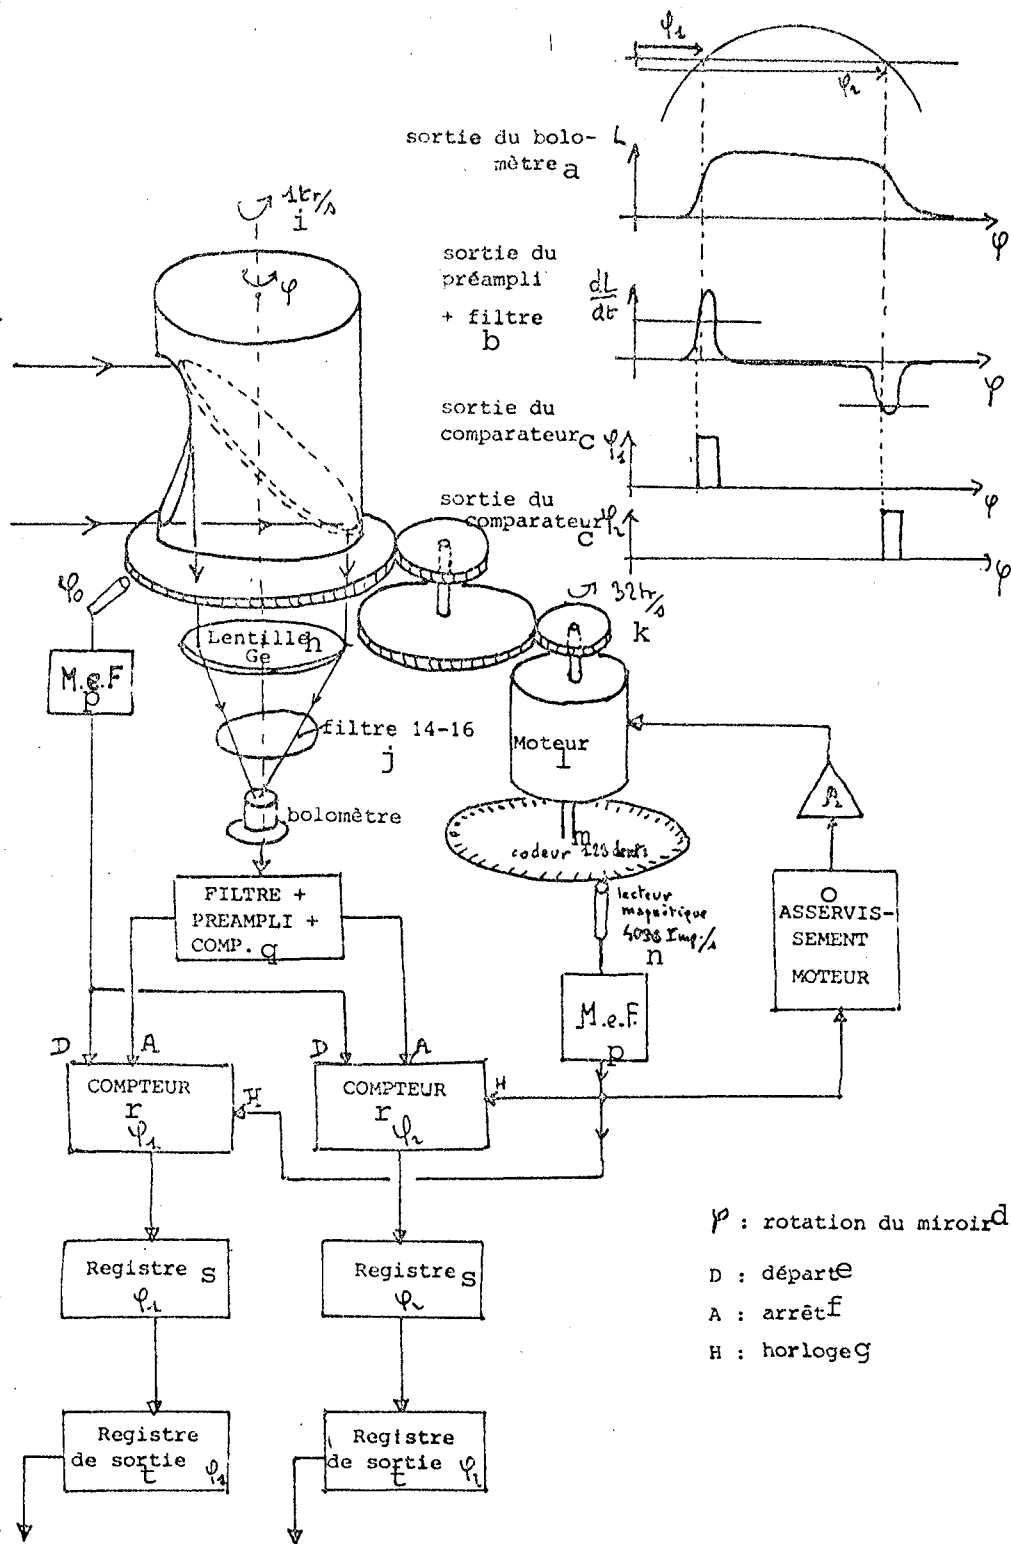 φ1
φ2
sortie du bolo- L
mètre a
φ
1tr/s
i
φ
sortie du
préampli
+ filtre
b
dL
dt
φ
sortie du
comparateur c φ1
φ
sortie du
comparateur φ2
c
φ
φ0
32tr/s
k
Lentille h
Ge
M.e.F
p
filtre 14-16
j
Moteur
l
bolomètre
m
codeur 128 dents
lecteur
magnétique
4096 Imp./s
n
FILTRE +
PREAMPLI +
COMP. q
o
ASSERVIS-
SEMENT
MOTEUR
M.e.F.
p
D A D A
COMPTEUR
r
φ1
H
COMPTEUR
r
φ2
H
φ : rotation du miroir d
D : départ e
A : arrêt f
H : horloge g
Registre s
φ1
Registre s
φ2
Registre
de sortie φ1
t
Registre
de sortie φ2
t